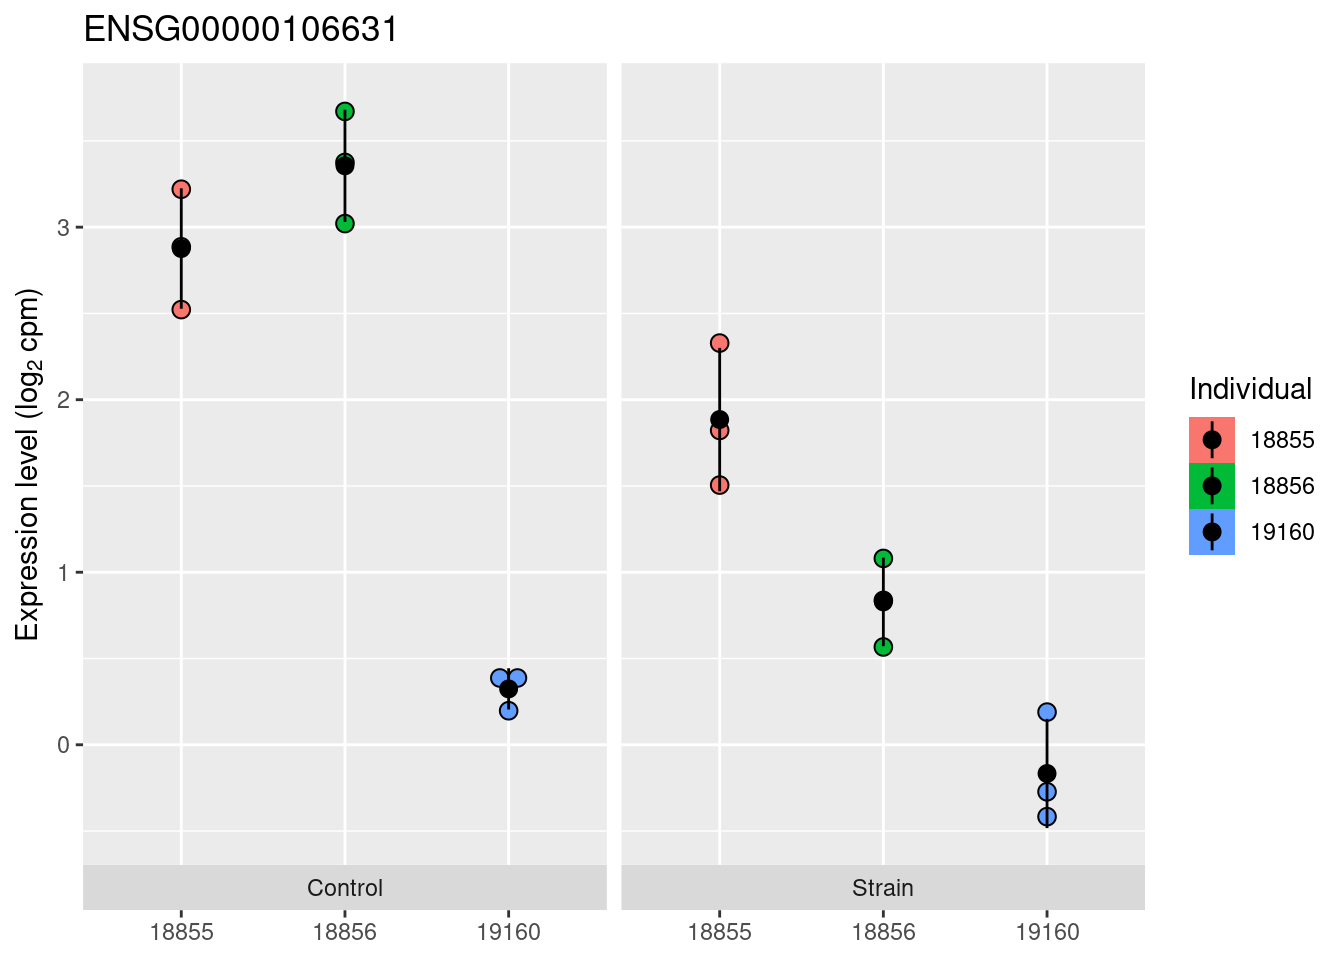 ENSG00000106631
Expression level (log2 cpm)
3
2
1
0
Control
Strain
18855
18856
19160
18855
18856
19160
Individual
18855
18856
19160